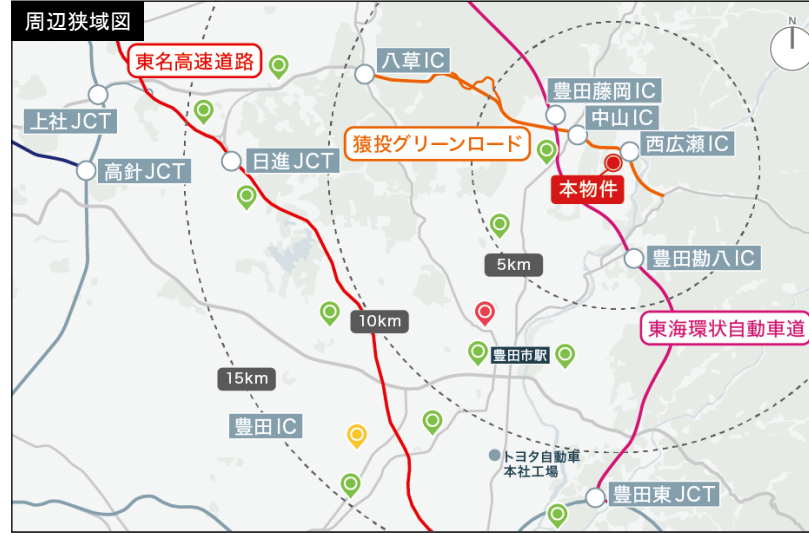 周辺狭域図
N
東名高速道路
八草IC
豊田藤岡IC
上社JCT
中山IC
猿投グリーンロード
西広瀬IC
日進JCT
高針JCT
本物件
豊田勘八IC
5km
10km
東海環状自動車道
豊田市駅
15km
豊田IC
トヨタ自動車
本社工場
豊田東JCT